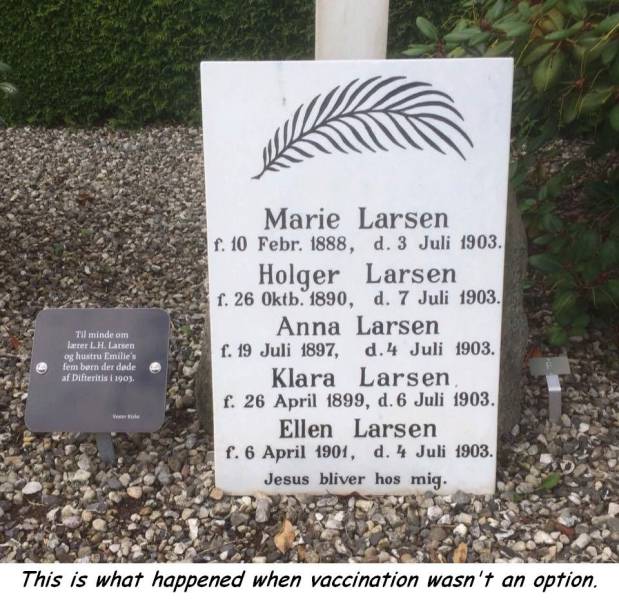 Marie Larsen
f. 10 Febr. 1888, d. 3 Juli 1903.
Holger Larsen
f. 26 Oktb. 1890, d. 7 Juli 1903.
Anna Larsen
f. 19 Juli 1897, d. 4 Juli 1903.
Klara Larsen.
f. 26 April 1899, d. 6 Juli 1903.
Ellen Larsen
f. 6 April 1901, d. 4 Juli 1903.
Jesus bliver hos mig.
Til minde om
lærer L.H. Larsen
og hustru Emilie's
fem børn der døde
af Difteritis i 1903.
This is what happened when vaccination wasn't an option.